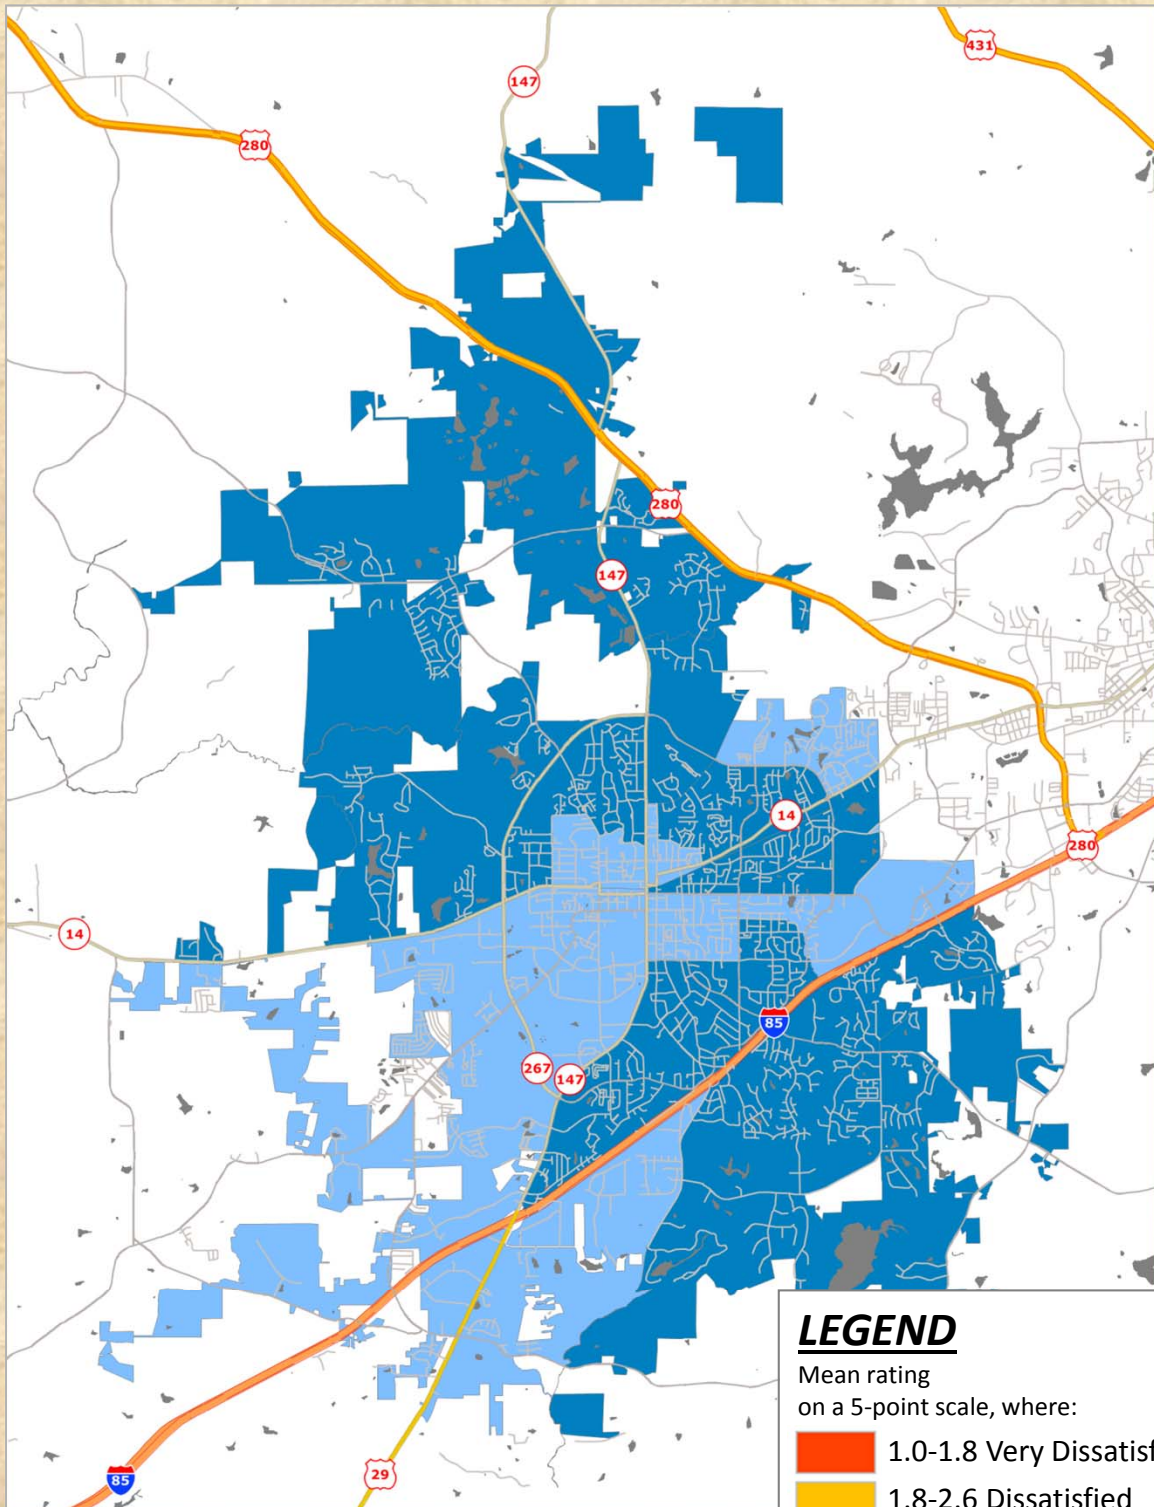 431
147
280
280
147
14
14
280
85
267
147
29
85
LEGEND
Mean rating
on a 5-point scale, where:
1.0-1.8 Very Dissatisf
1.8-2.6 Dissatisfied